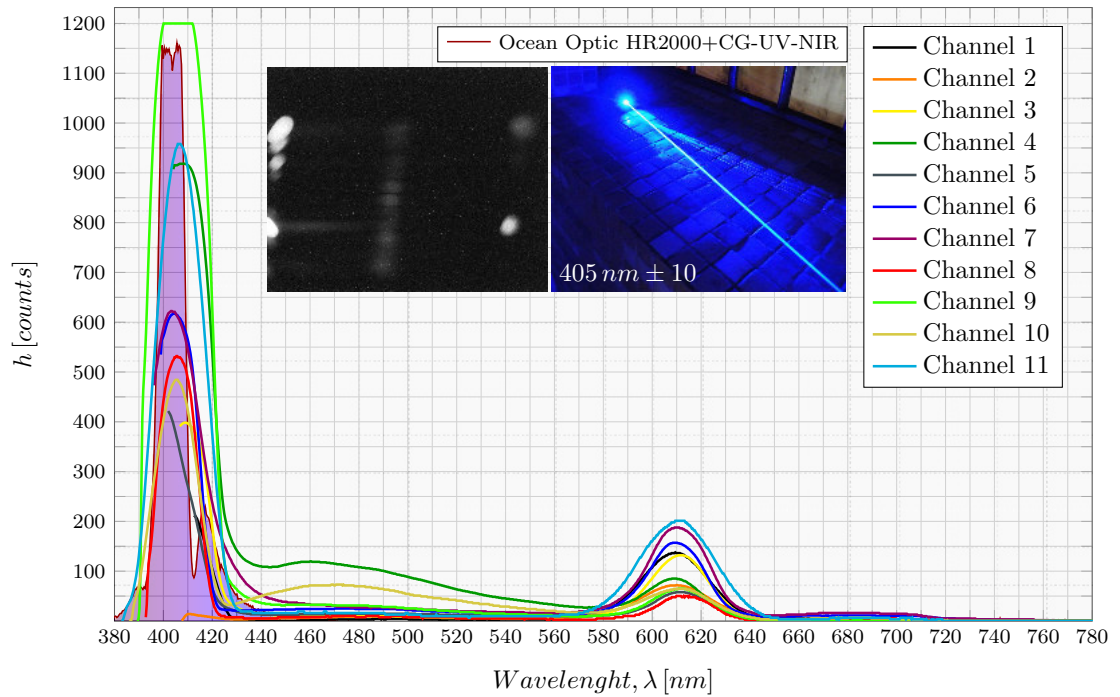 Ocean Optic HR2000+CG-UV-NIR
Channel 1
Channel 2
Channel 3
Channel 4
Channel 5
Channel 6
Channel 7
Channel 8
Channel 9
Channel 10
Channel 11
405 nm ± 10
h [counts]
1200
1100
1000
900
800
700
600
500
400
300
200
100
380 400 420 440 460 480 500 520 540 560 580 600 620 640 660 680 700 720 740 760 780
Wavelenght, λ [nm]